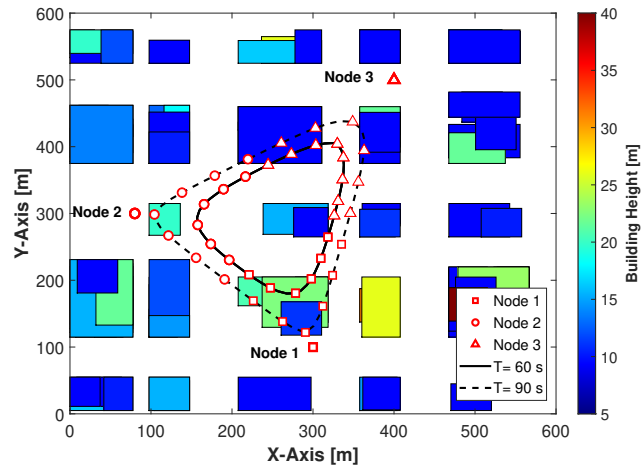 600
500
400
300
200
100
0
Y-Axis [m]
0
100
200
300
400
500
600
X-Axis [m]
Node 3
Node 2
Node 1
Node 1
Node 2
Node 3
T= 60 s
T= 90 s
40
35
30
25
20
15
10
5
Building Height [m]